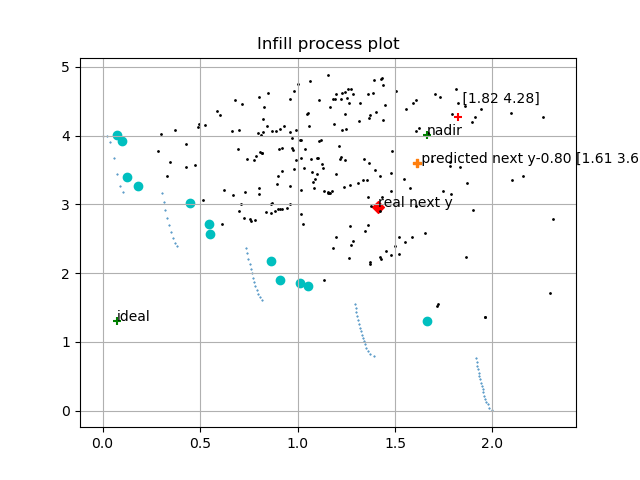 Infill process plot
5
[1.82 4.28]
4
nadir
predicted next y-0.80 [1.61 3.6
3
real next y
2
ideal
1
0
0.0 0.5 1.0 1.5 2.0